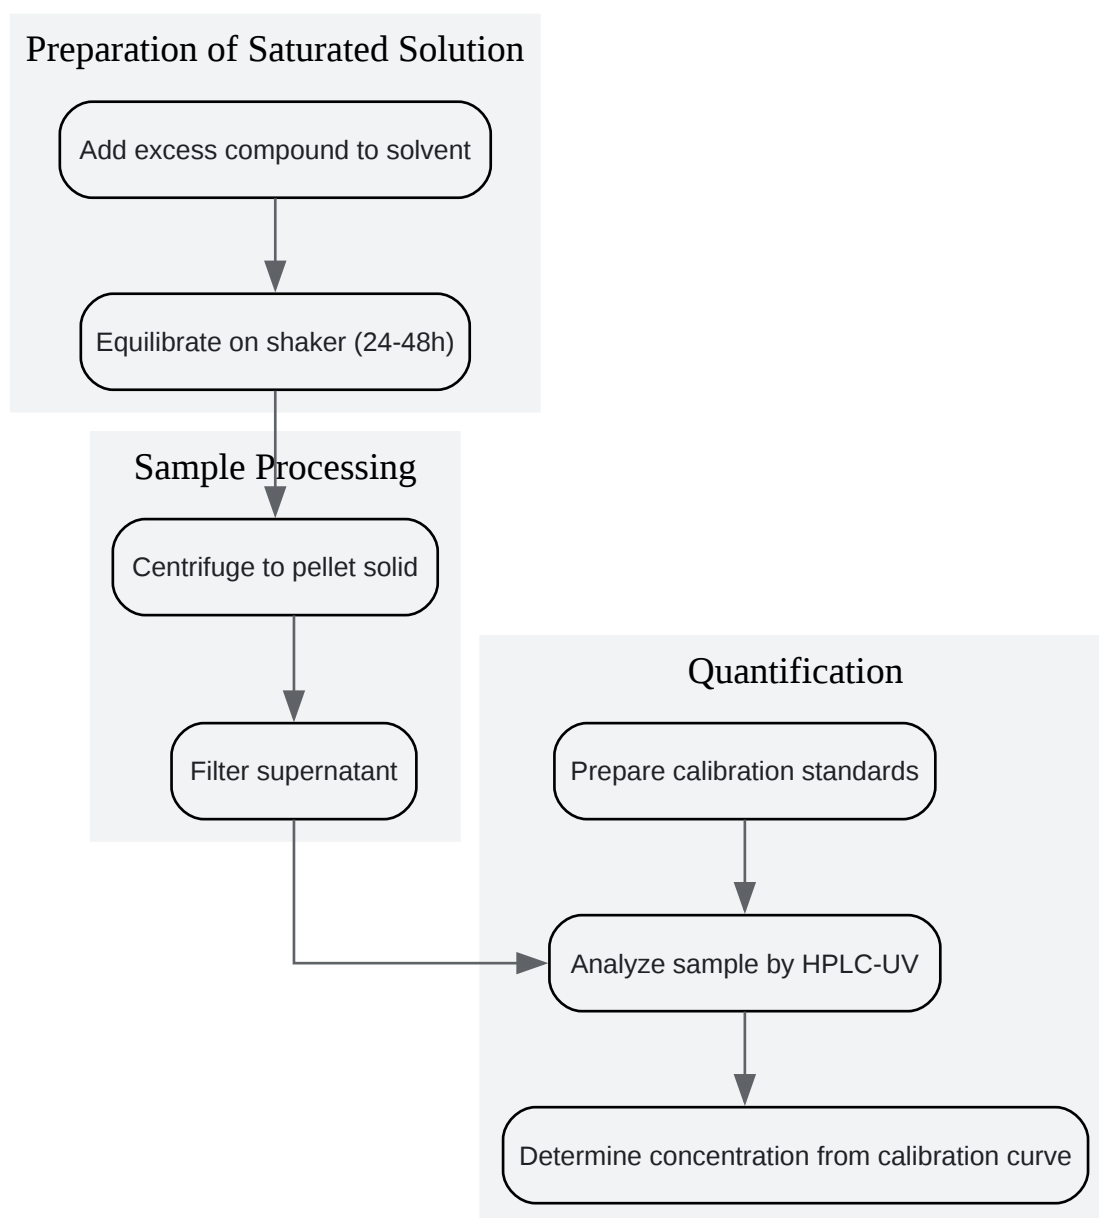 Preparation of Saturated Solution
Add excess compound to solvent
Equilibrate on shaker (24-48h)
Sample Processing
Centrifuge to pellet solid
Filter supernatant
Quantification
Prepare calibration standards
Analyze sample by HPLC-UV
Determine concentration from calibration curve